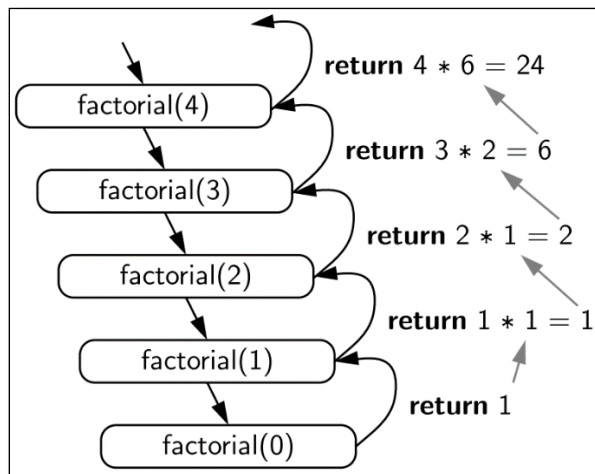 return 4 * 6 = 24
factorial(4)
return 3 * 2 = 6
factorial(3)
return 2 * 1 = 2
factorial(2)
return 1 * 1 = 1
factorial(1)
return 1
factorial(0)